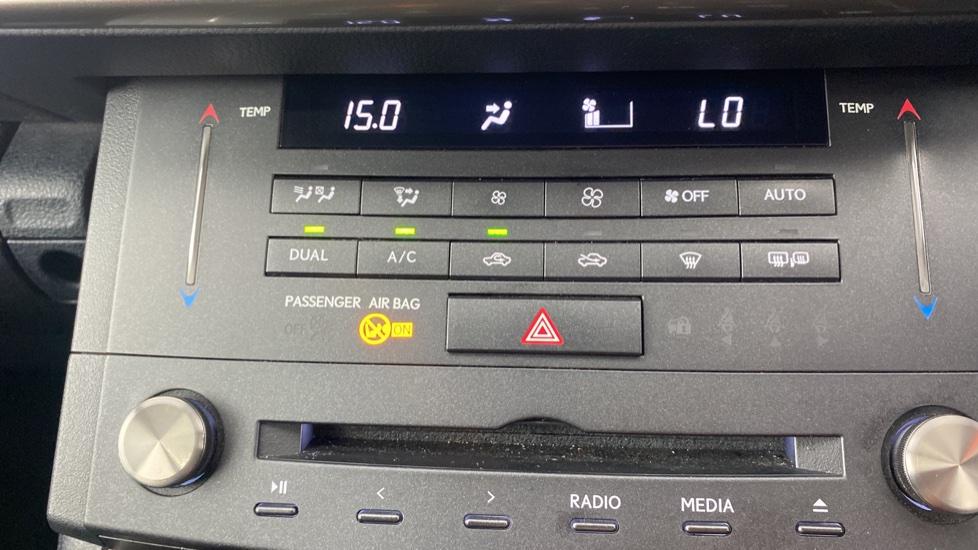 TEMP 15.0 LO TEMP
OFF AUTO
DUAL A/C
PASSENGER AIR BAG
OFF ON
RADIO MEDIA